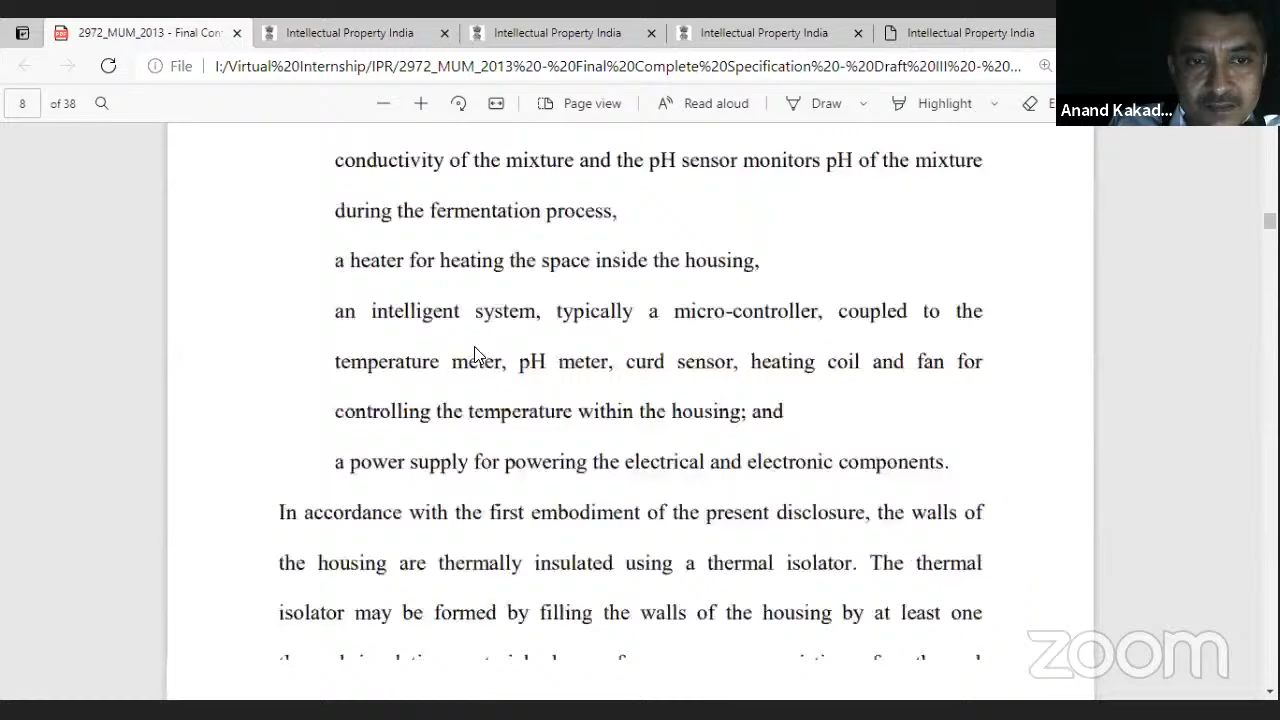 2972_MUM_2013 - Final Con
Intellectual Property India
Intellectual Property India
Intellectual Property India
Intellectual Property India
File
I:/Virtual%20Internship/IPR/2972_MUM_2013%20-%20Final%20Complete%20Specification%20-%20Draft%20III%20-%20...
8 of 38
Page view
Read aloud
Draw
Highlight
Anand Kakad...
conductivity of the mixture and the pH sensor monitors pH of the mixture
during the fermentation process,
a heater for heating the space inside the housing,
an intelligent system, typically a micro-controller, coupled to the
temperature meter, pH meter, curd sensor, heating coil and fan for
controlling the temperature within the housing; and
a power supply for powering the electrical and electronic components.
In accordance with the first embodiment of the present disclosure, the walls of
the housing are thermally insulated using a thermal isolator. The thermal
isolator may be formed by filling the walls of the housing by at least one
zoom